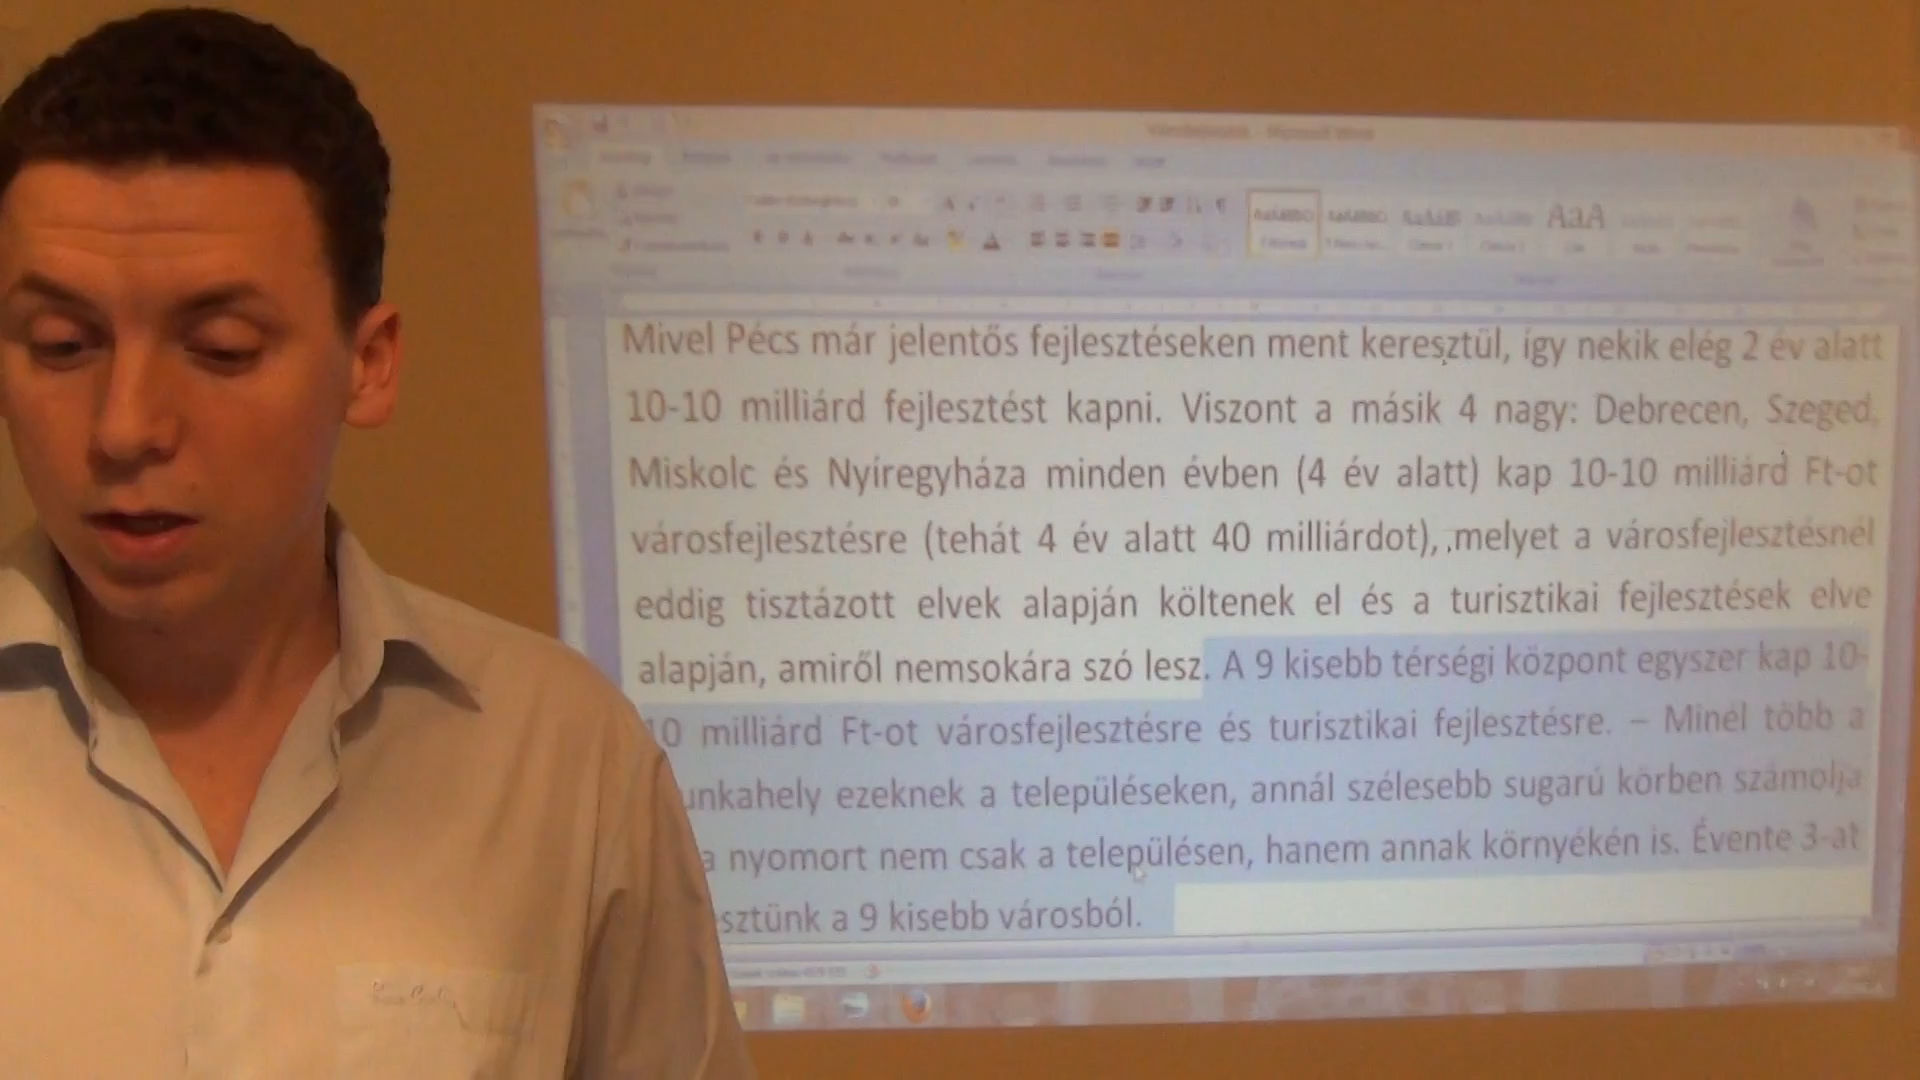 Microsoft Word
Mivel Pécs már jelentős fejlesztéseken ment keresztül, így nekik elég 2 év alatt
10-10 milliárd fejlesztést kapni. Viszont a másik 4 nagy: Debrecen, Szeged,
Miskolc és Nyíregyháza minden évben (4 év alatt) kap 10-10 milliárd Ft-ot
városfejlesztésre (tehát 4 év alatt 40 milliárdot), melyet a városfejlesztésnél
eddig tisztázott elvek alapján költenek el és a turisztikai fejlesztések elve
alapján, amiről nemsokára szó lesz. A 9 kisebb térségi központ egyszer kap 10-
10 milliárd Ft-ot városfejlesztésre és turisztikai fejlesztésre. – Minél több a
unkahely ezeknek a településeken, annál szélesebb sugarú körben számolja
a nyomort nem csak a településen, hanem annak környékén is. Évente 3-at
sztünk a 9 kisebb városból.